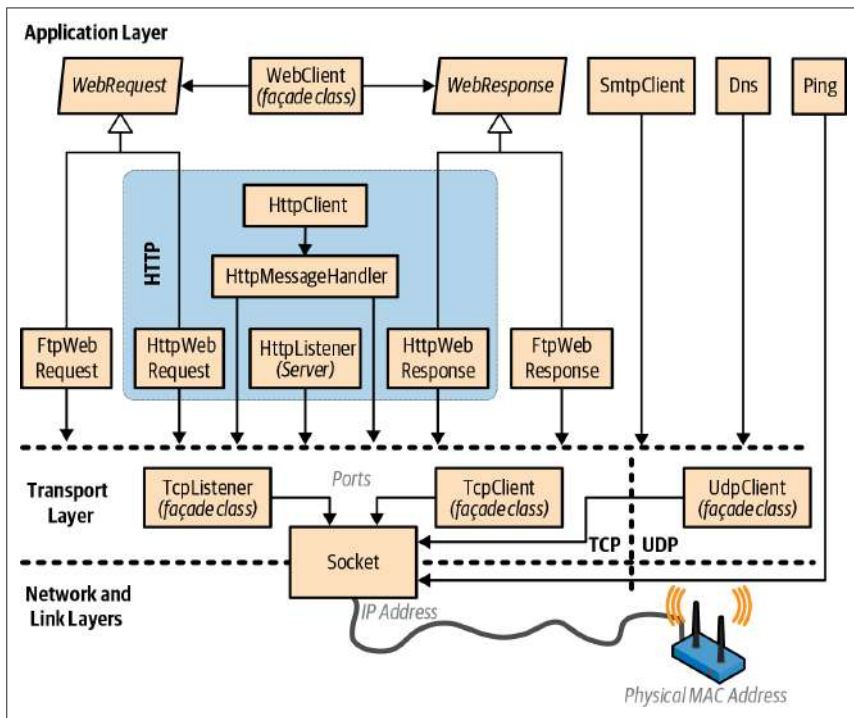 Application Layer
WebRequest
WebClient
(façade class)
WebResponse
SmtpClient
Dns
Ping
HTTP
HttpClient
HttpMessageHandler
FtpWeb
Request
HttpWeb
Request
HttpListener
(Server)
HttpWeb
Response
FtpWeb
Response
Transport
Layer
TcpListener
(façade class)
Ports
TcpClient
(façade class)
UdpClient
(façade class)
Socket
TCP
UDP
Network and
Link Layers
IP Address
Physical MAC Address